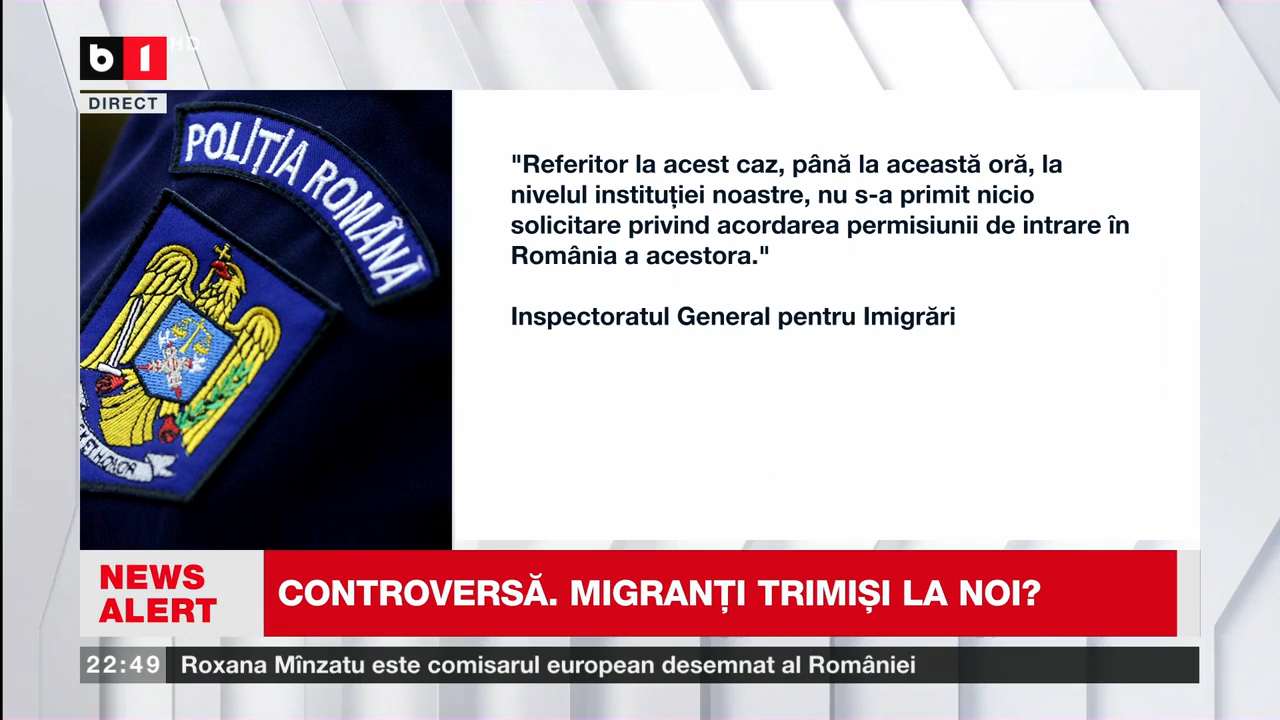 b1 HD
DIRECT
POLIȚIA ROMÂNĂ
"Referitor la acest caz, până la această oră, la
nivelul instituției noastre, nu s-a primit nicio
solicitare privind acordarea permisiunii de intrare în
România a acestora."
Inspectoratul General pentru Imigrări
NEWS
ALERT
CONTROVERSĂ. MIGRANȚI TRIMIȘI LA NOI?
22:49 Roxana Mînzatu este comisarul european desemnat al României